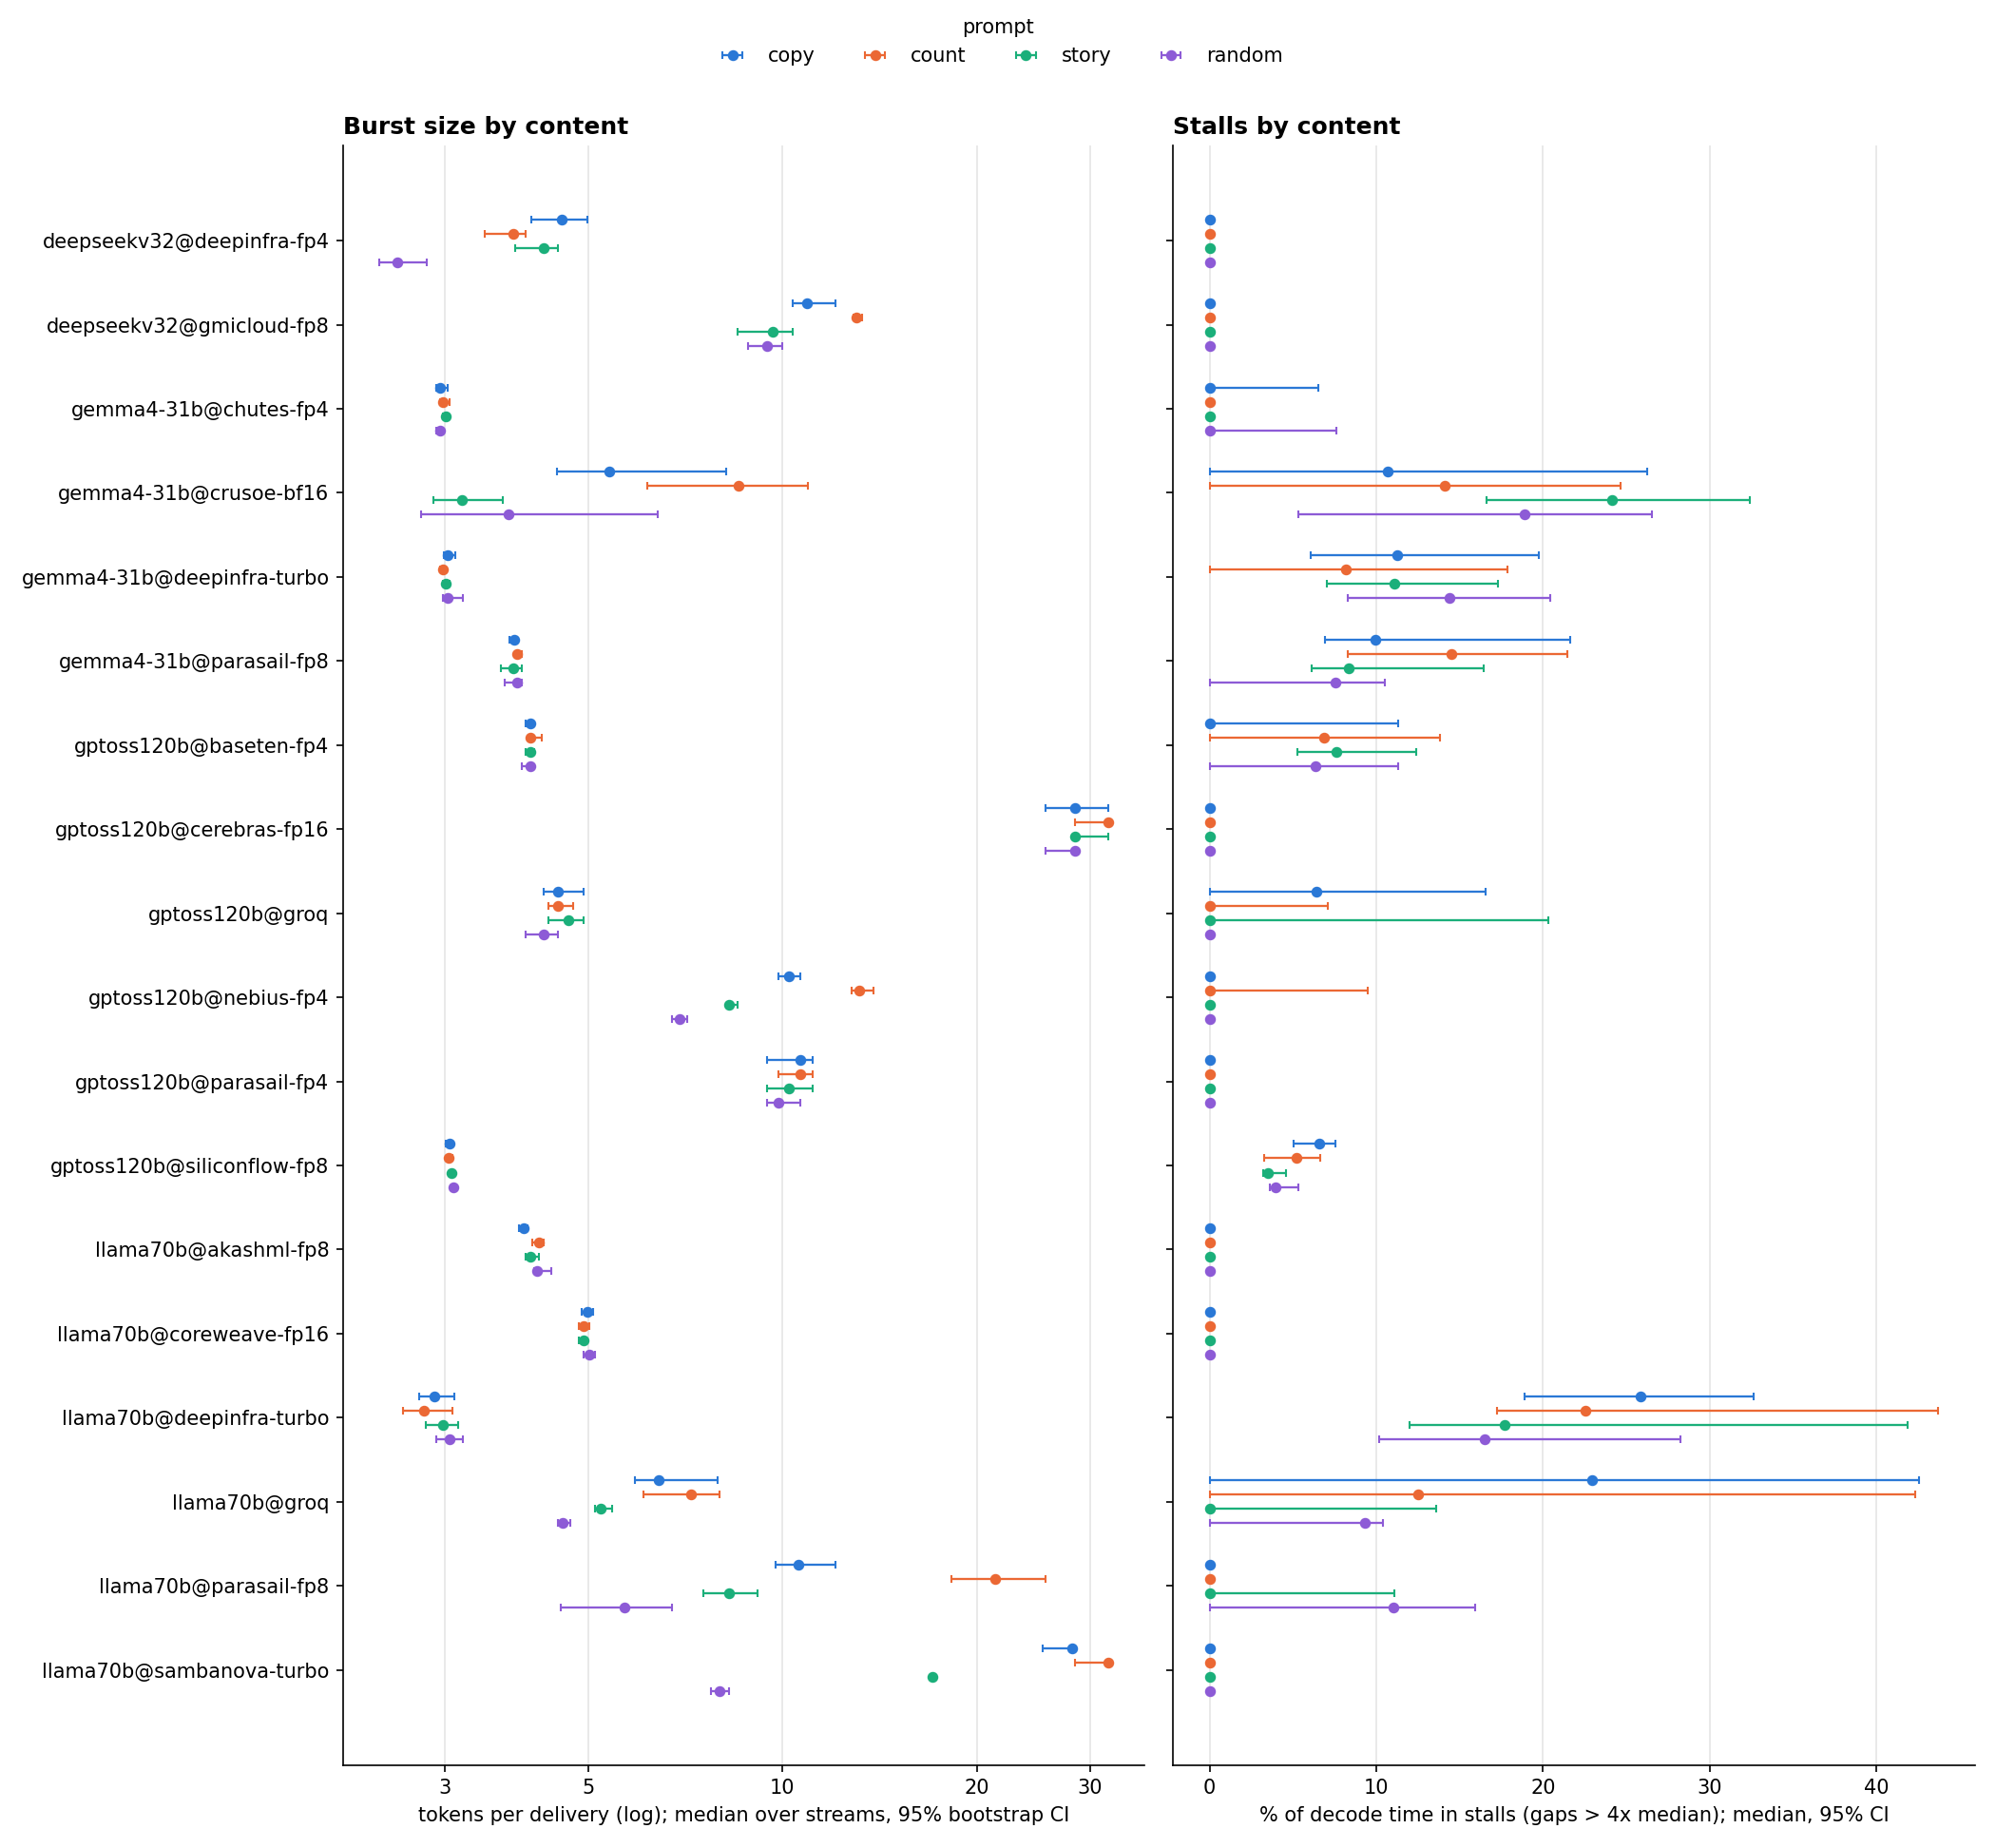 prompt
copy count story random
Burst size by content
Stalls by content
deepseekv32@deepinfra-fp4
deepseekv32@gmicloud-fp8
gemma4-31b@chutes-fp4
gemma4-31b@crusoe-bf16
gemma4-31b@deepinfra-turbo
gemma4-31b@parasail-fp8
gptoss120b@baseten-fp4
gptoss120b@cerebras-fp16
gptoss120b@groq
gptoss120b@nebius-fp4
gptoss120b@parasail-fp4
gptoss120b@siliconflow-fp8
llama70b@akashml-fp8
llama70b@coreweave-fp16
llama70b@deepinfra-turbo
llama70b@groq
llama70b@parasail-fp8
llama70b@sambanova-turbo
3 5 10 20 30
tokens per delivery (log); median over streams, 95% bootstrap CI
0 10 20 30 40
% of decode time in stalls (gaps > 4x median); median, 95% CI